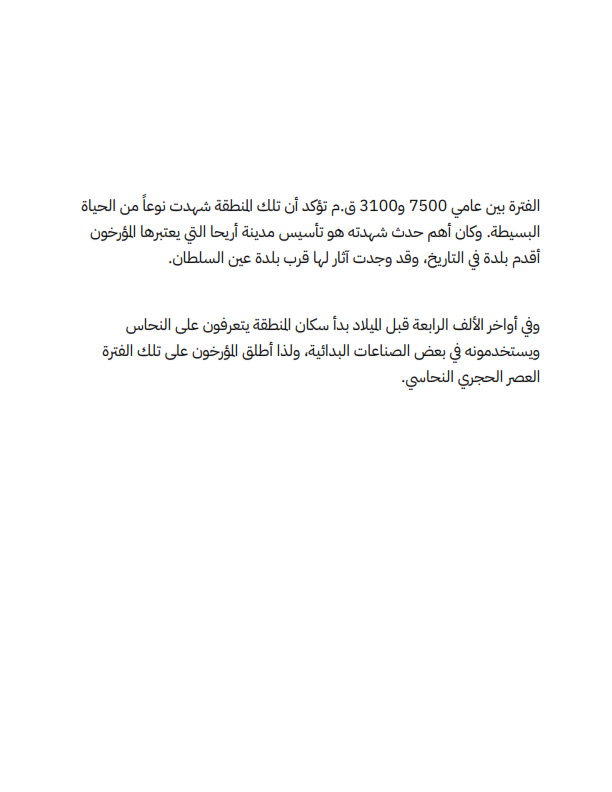 الفترة بين عامي 7500 و3100 ق.م تؤكد أن تلك المنطقة شهدت نوعاً من الحياة
البسيطة. وكان أهم حدث شهدته هو تأسيس مدينة أريحا التي يعتبرها المؤرخون
أقدم بلدة في التاريخ، وقد وجدت آثار لها قرب بلدة عين السلطان.
وفي أواخر الألف الرابعة قبل الميلاد بدأ سكان المنطقة يتعرفون على النحاس
ويستخدمونه في بعض الصناعات البدائية، ولذا أطلق المؤرخون على تلك الفترة
العصر الحجري النحاسي.